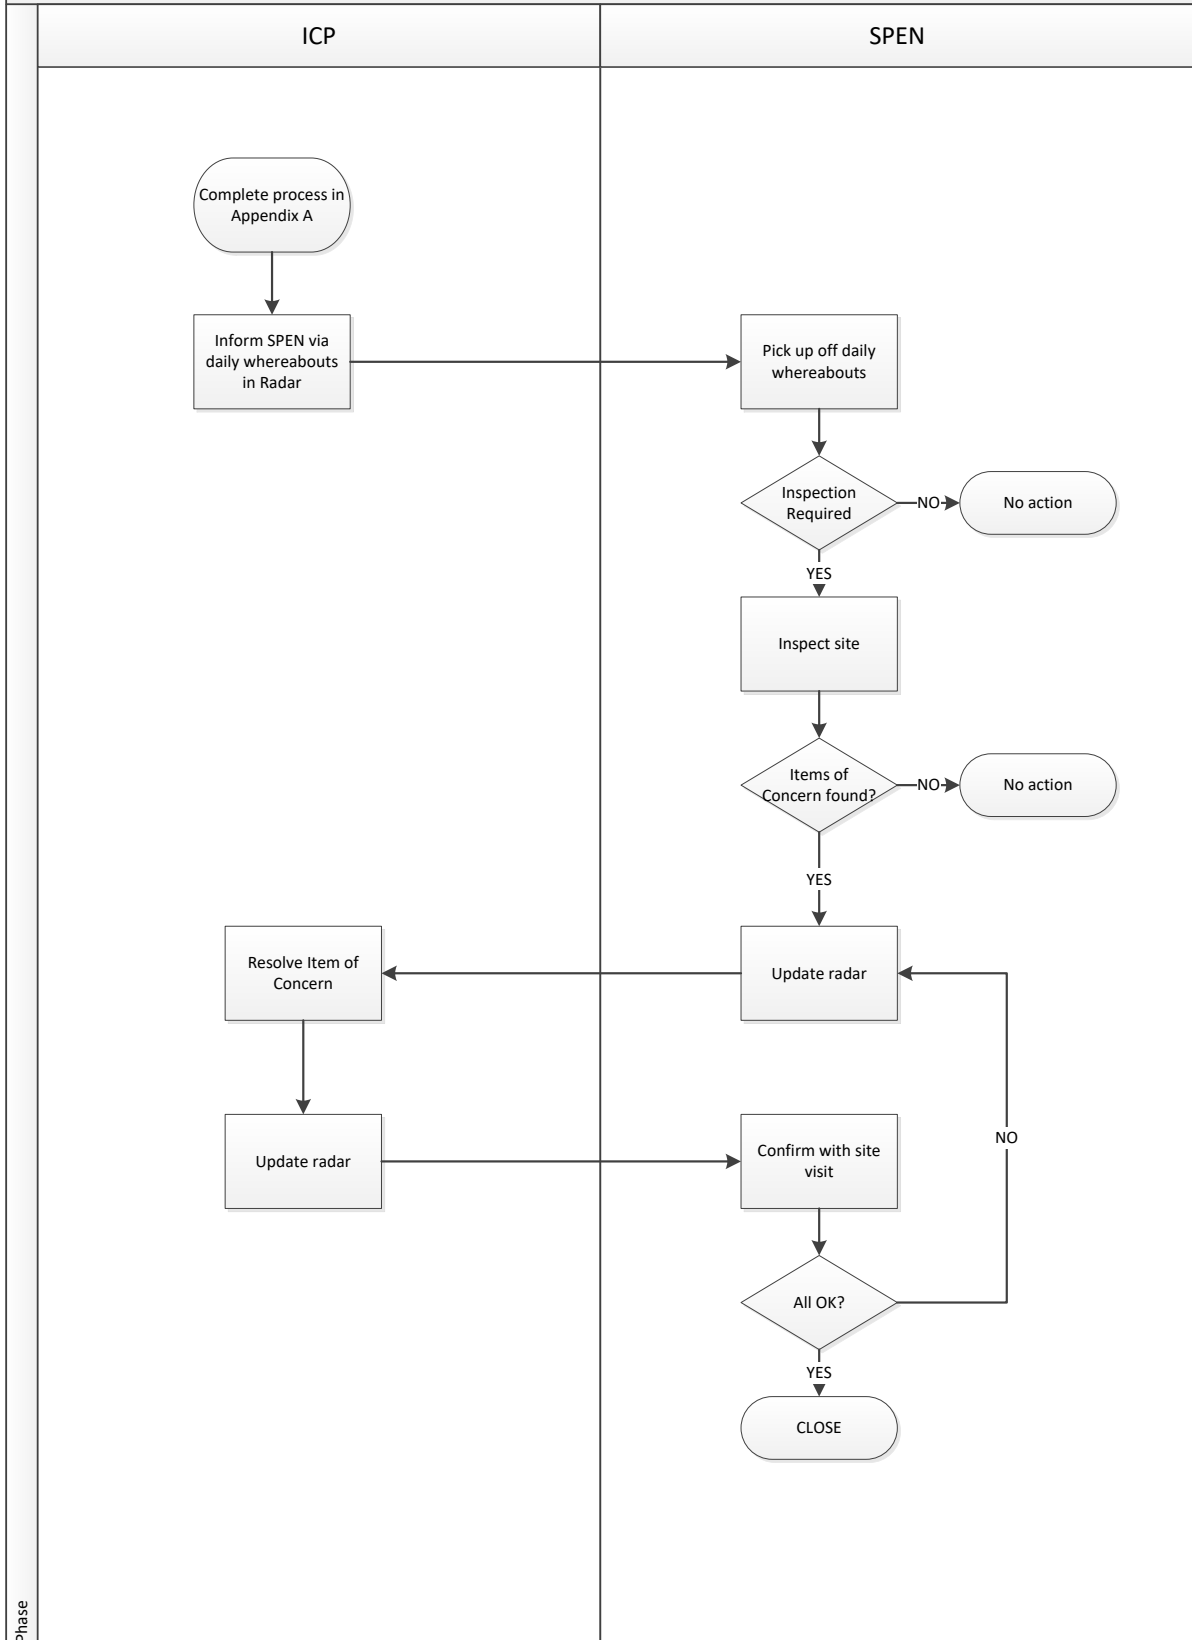 ICP
SPEN
Complete process in
Appendix A
Inform SPEN via
daily whereabouts
in Radar
Pick up off daily
whereabouts
Inspection
Required
NO
No action
YES
Inspect site
Items of
Concern found?
NO
No action
YES
Resolve Item of
Concern
Update radar
Update radar
Confirm with site
visit
NO
All OK?
YES
CLOSE
Phase